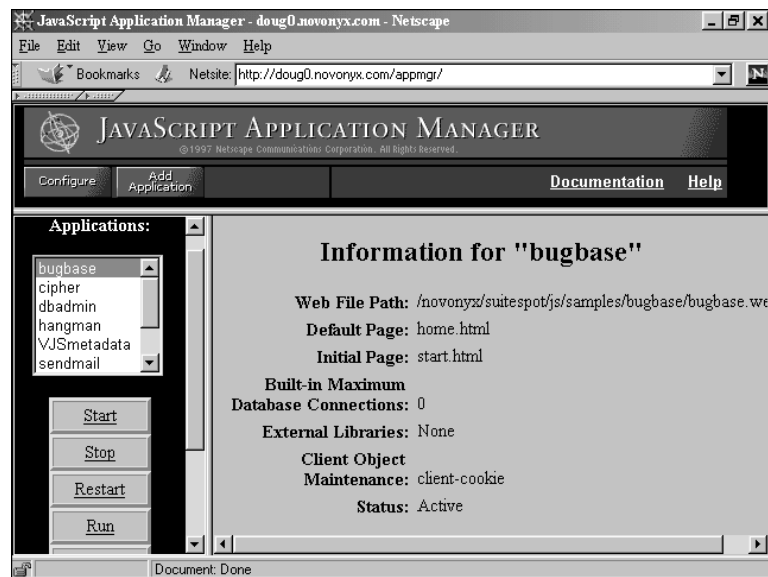 JavaScript Application Manager - doug0.novonyx.com - Netscape
File Edit View Go Window Help
Bookmarks Netsite: http://doug0.novonyx.com/appmgr/
N
JAVASCRIPT APPLICATION MANAGER
©1997 Netscape Communications Corporation. All Rights Reserved.
Configure Add Application Documentation Help
Applications:
bugbase
cipher
dbadmin
hangman
VJSmetadata
sendmail
Start
Stop
Restart
Run
Information for "bugbase"
Web File Path: /novonyx/suitespot/js/samples/bugbase/bugbase.we
Default Page: home.html
Initial Page: start.html
Built-in Maximum
Database Connections: 0
External Libraries: None
Client Object
Maintenance: client-cookie
Status: Active
Document: Done